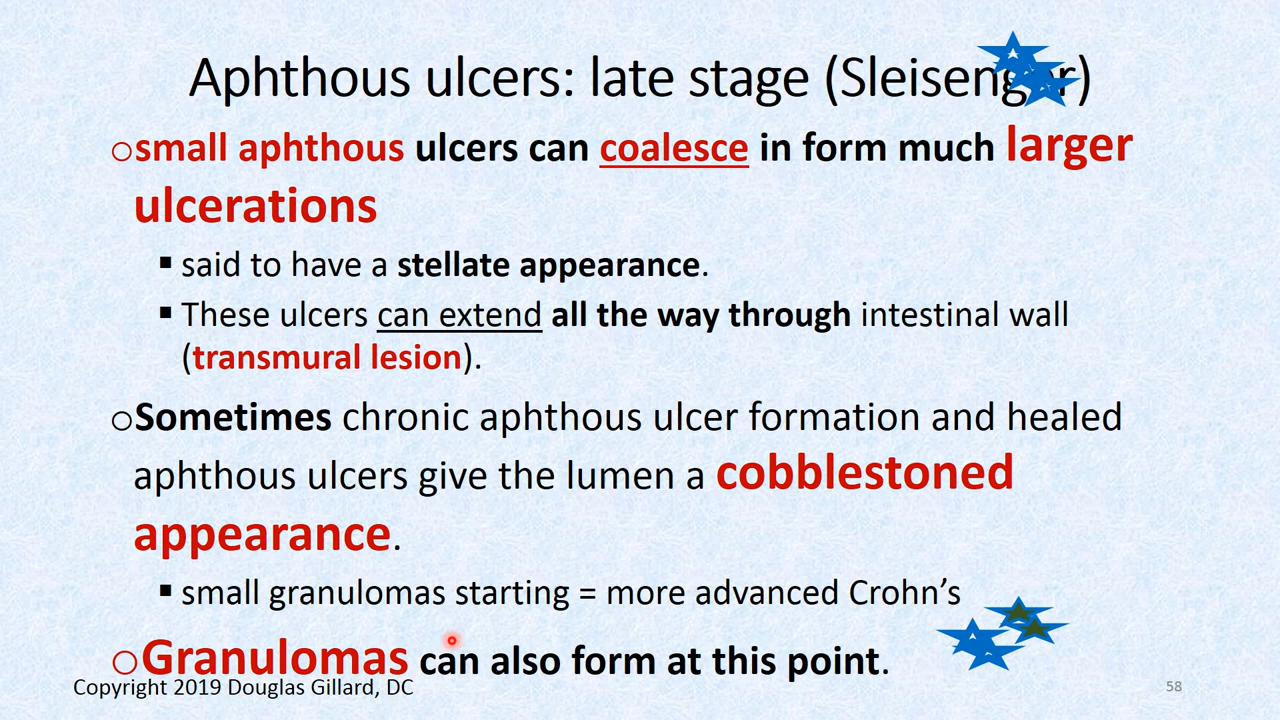 Aphthous ulcers: late stage (Sleisenger)
small aphthous ulcers can coalesce in form much larger
ulcerations
said to have a stellate appearance.
These ulcers can extend all the way through intestinal wall
(transmural lesion).
Sometimes chronic aphthous ulcer formation and healed
aphthous ulcers give the lumen a cobblestoned
appearance.
small granulomas starting = more advanced Crohn’s
Granulomas can also form at this point.
Copyright 2019 Douglas Gillard, DC
58